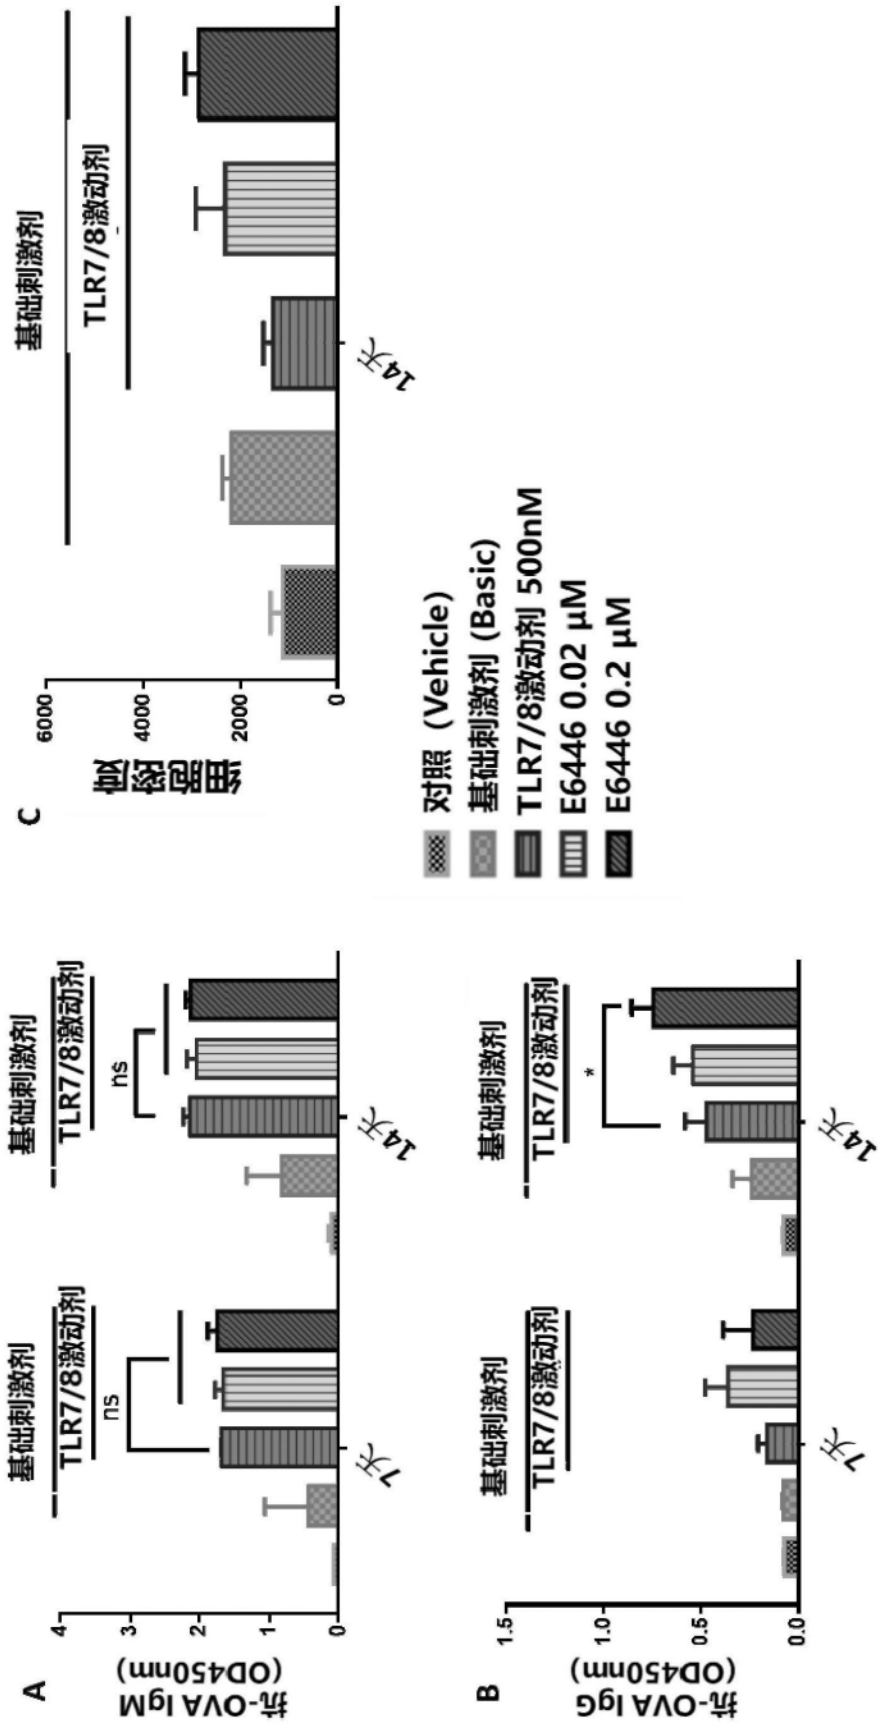 A
抗-OVA IgM
(OD450nm)
4
3
2
1
0
基础刺激剂
TLR7/8激动剂
ns
7天
基础刺激剂
TLR7/8激动剂
ns
14天
B
抗-OVA IgG
(OD450nm)
1.5
1.0
0.5
0.0
基础刺激剂
TLR7/8激动剂
7天
基础刺激剂
TLR7/8激动剂
*
14天
C
细胞密度
6000
4000
2000
0
基础刺激剂
TLR7/8激动剂
14天
对照 (Vehicle)
基础刺激剂 (Basic)
TLR7/8激动剂 500nM
E6446 0.02 μM
E6446 0.2 μM